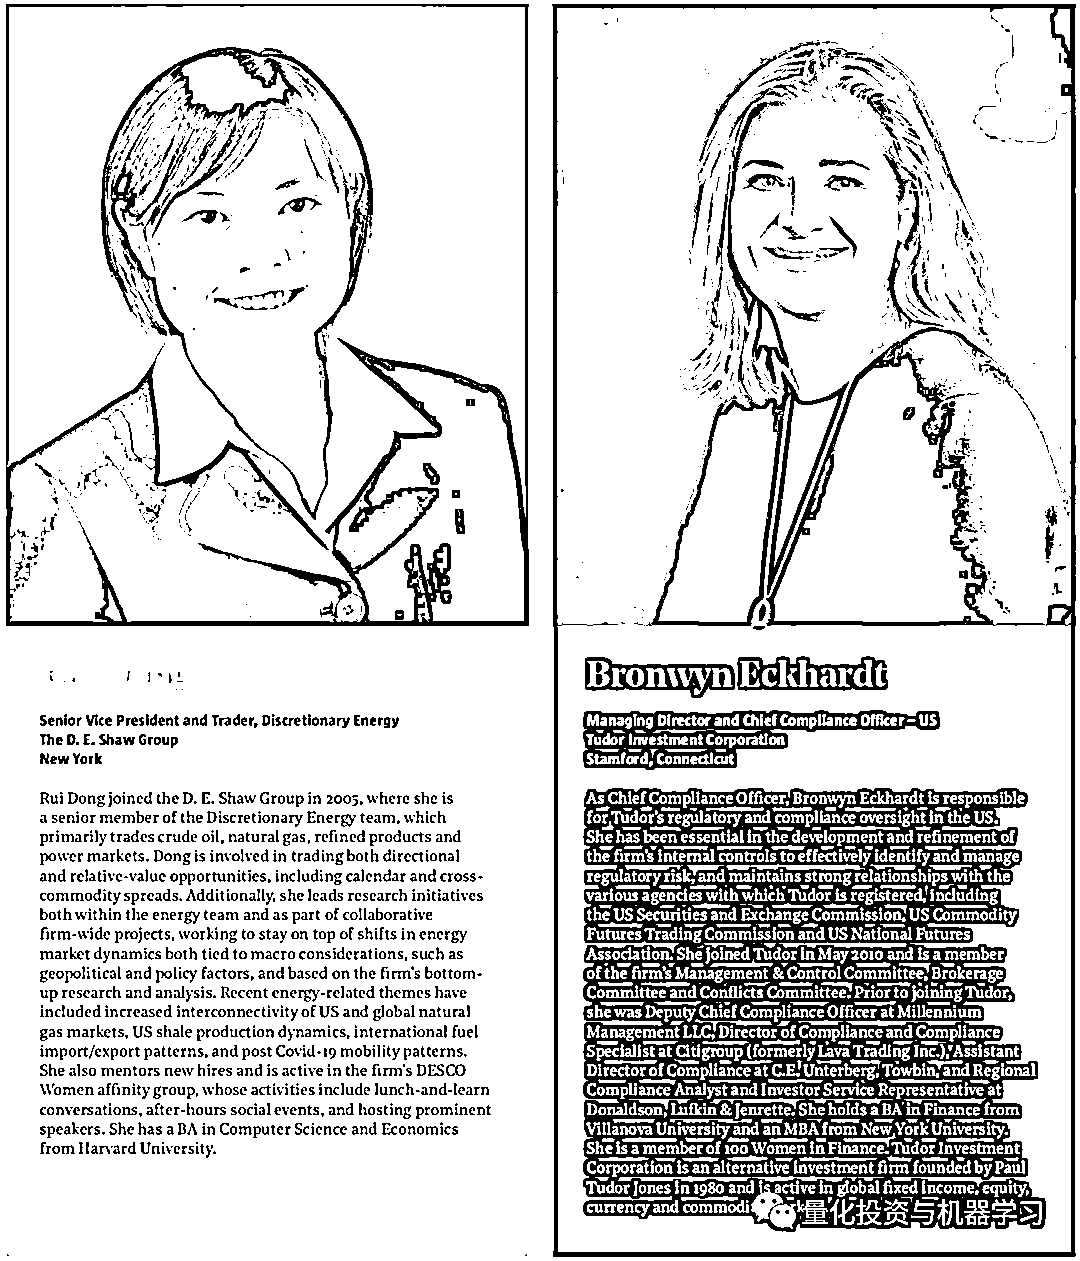 Senior Vice President and Trader, Discretionary Energy
The D. E. Shaw Group
New York
Rui Dong joined the D. E. Shaw Group in 2005, where she is
a senior member of the Discretionary Energy team, which
primarily trades crude oil, natural gas, refined products and
power markets. Dong is involved in trading both directional
and relative-value opportunities, including calendar and cross-
commodity spreads. Additionally, she leads research initiatives
both within the energy team and as part of collaborative
firm-wide projects, working to stay on top of shifts in energy
market dynamics both tied to macro considerations, such as
geopolitical and policy factors, and based on the firm's bottom-
up research and analysis. Recent energy-related themes have
included increased interconnectivity of US and global natural
gas markets, US shale production dynamics, international fuel
import/export patterns, and post Covid-19 mobility patterns.
She also mentors new hires and is active in the firm's DESCO
Women affinity group, whose activities include lunch-and-learn
conversations, after-hours social events, and hosting prominent
speakers. She has a BA in Computer Science and Economics
from Harvard University.
Bronwyn Eckhardt
Managing Director and Chief Compliance Officer – US
Tudor Investment Corporation
Stamford, Connecticut
As Chief Compliance Officer, Bronwyn Eckhardt is responsible
for Tudor's regulatory and compliance oversight in the US.
She has been essential in the development and refinement of
the firm's internal controls to effectively identify and manage
regulatory risk, and maintains strong relationships with the
various agencies with which Tudor is registered, including
the US Securities and Exchange Commission, US Commodity
Futures Trading Commission and US National Futures
Association. She joined Tudor in May 2010 and is a member
of the firm's Management & Control Committee, Brokerage
Committee and Conflicts Committee. Prior to joining Tudor,
she was Deputy Chief Compliance Officer at Millennium
Management LLC, Director of Compliance and Compliance
Specialist at Citigroup (formerly Lava Trading Inc.), Assistant
Director of Compliance at C.E. Unterberg, Towbin, and Regional
Compliance Analyst and Investor Service Representative at
Donaldson, Lufkin & Jenrette. She holds a BA in Finance from
Villanova University and an MBA from New York University.
She is a member of 100 Women in Finance. Tudor Investment
Corporation is an alternative investment firm founded by Paul
Tudor Jones in 1980 and is active in global fixed income, equity,
currency and
量化投资与机器学习